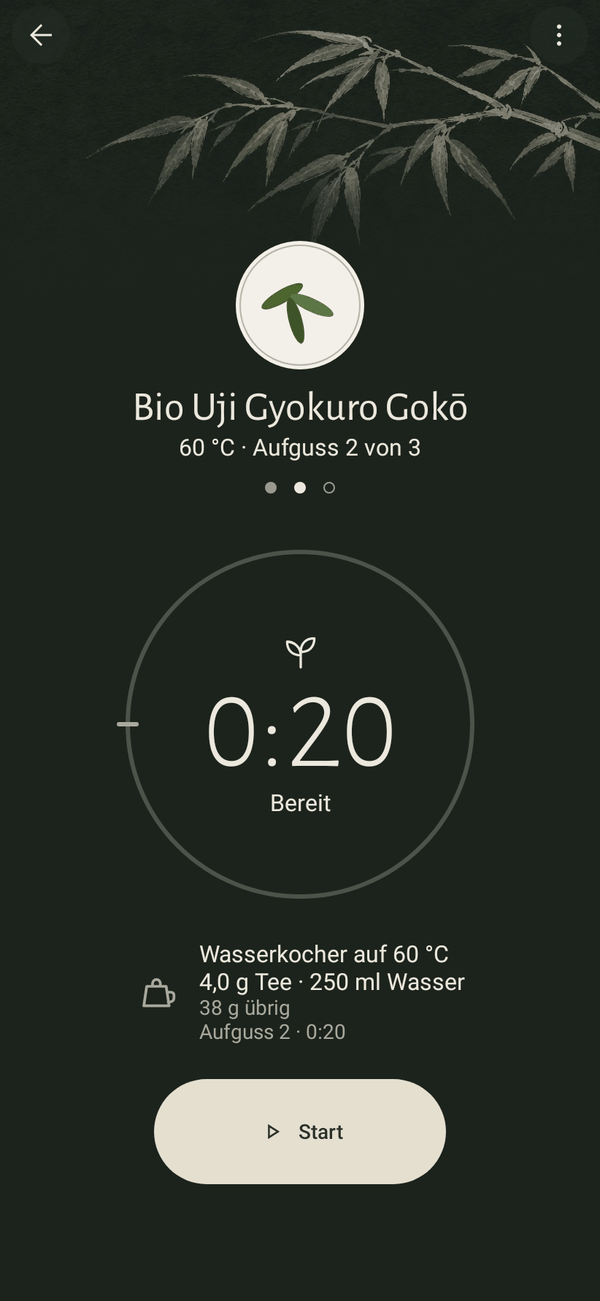 Bio Uji Gyokuro Gokō
60 °C · Aufguss 2 von 3
0:20
Bereit
Wasserkocher auf 60 °C
4,0 g Tee · 250 ml Wasser
38 g übrig
Aufguss 2 · 0:20
Start